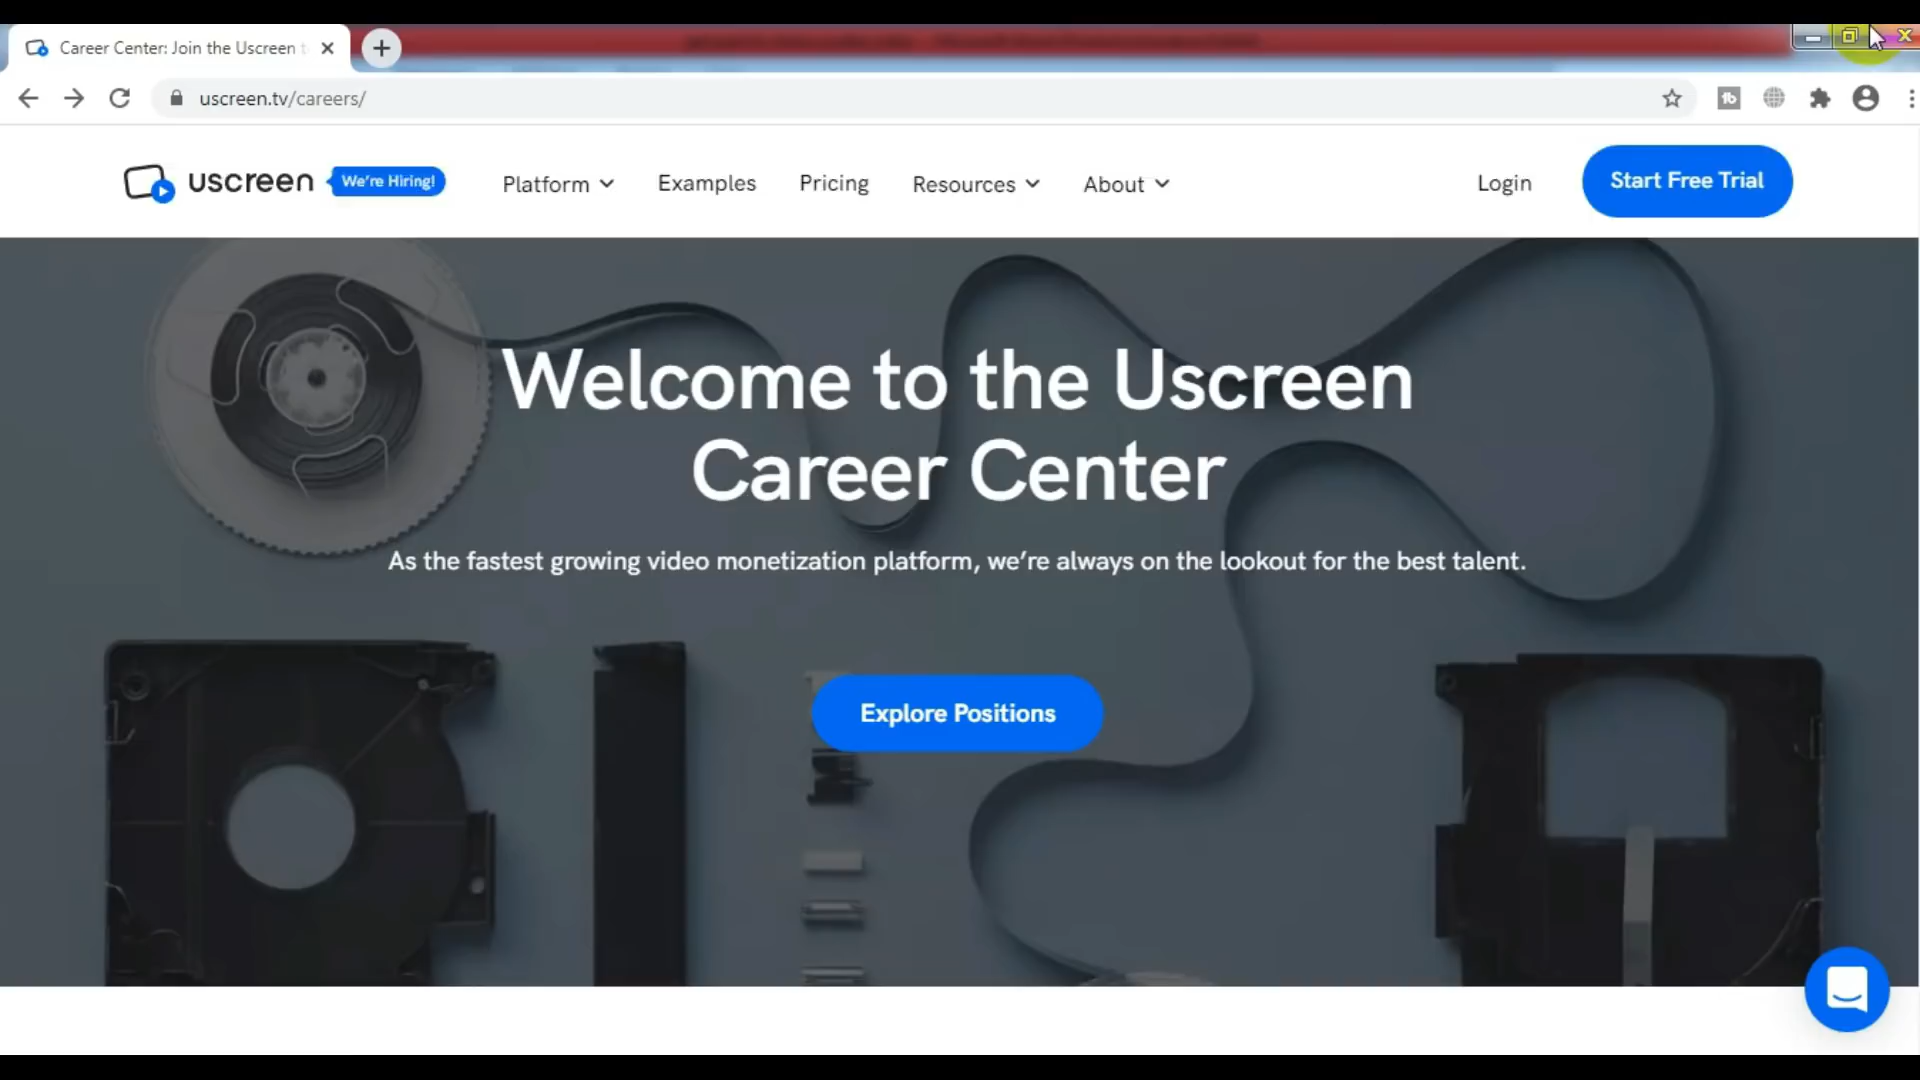 Career Center: Join the Uscreen t
uscreen.tv/careers/
uscreen
We're Hiring!
Platform
Examples
Pricing
Resources
About
Login
Start Free Trial
Welcome to the Uscreen
Career Center
As the fastest growing video monetization platform, we're always on the lookout for the best talent.
Explore Positions